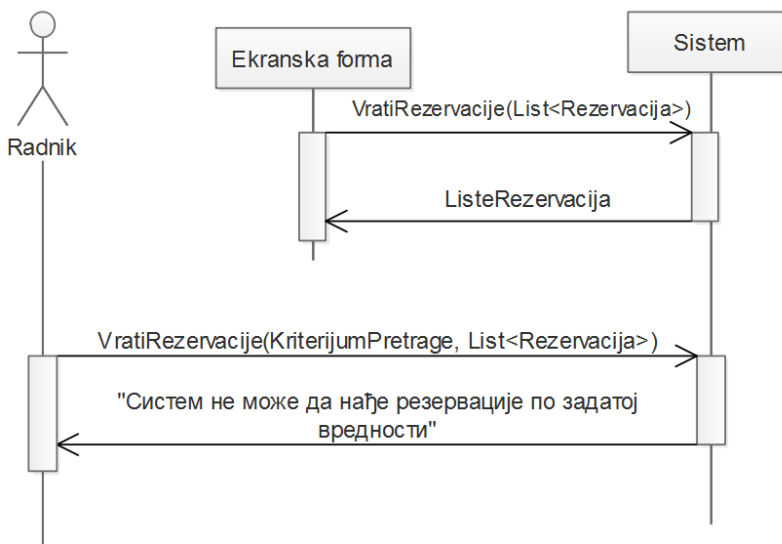 Ekranska forma
Sistem
Radnik
VratiRezervacije(List<Rezervacija>)
ListeRezervacija
VratiRezervacije(KriterijumPretrage, List<Rezervacija>)
"Систем не може да нађе резервације по задатој
вредности"